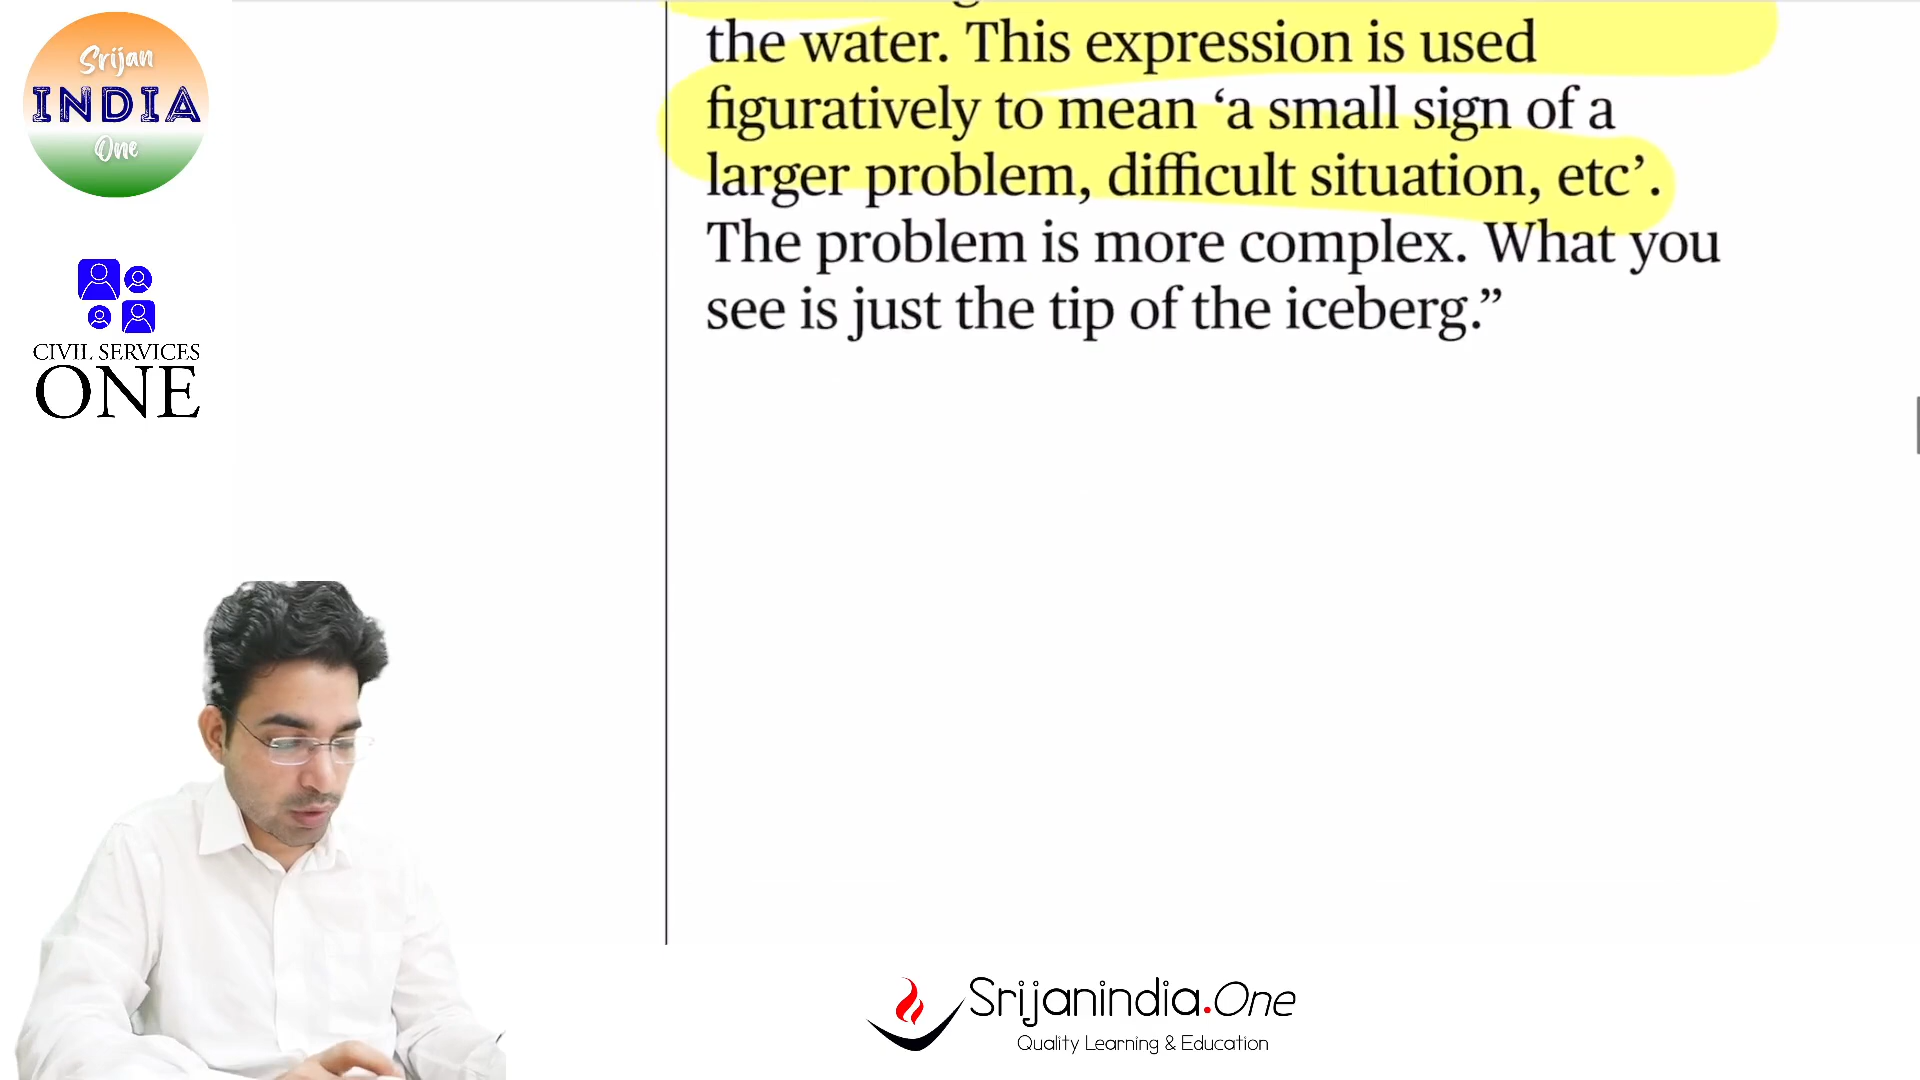 Srijan
INDIA
One
CIVIL SERVICES
ONE
the water. This expression is used
figuratively to mean ‘a small sign of a
larger problem, difficult situation, etc’.
The problem is more complex. What you
see is just the tip of the iceberg.”
Srijanindia.One
Quality Learning & Education